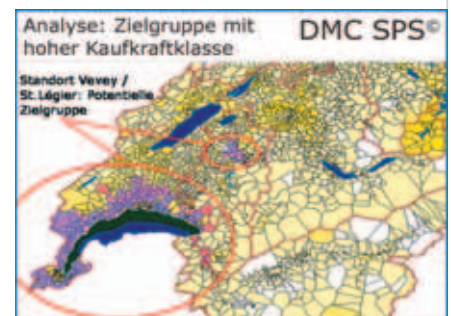 Analyse: Zielgruppe mit
hoher Kaufkraftklasse
DMC SPS©
Standort Vevey /
St.Légier: Potentielle
Zielgruppe